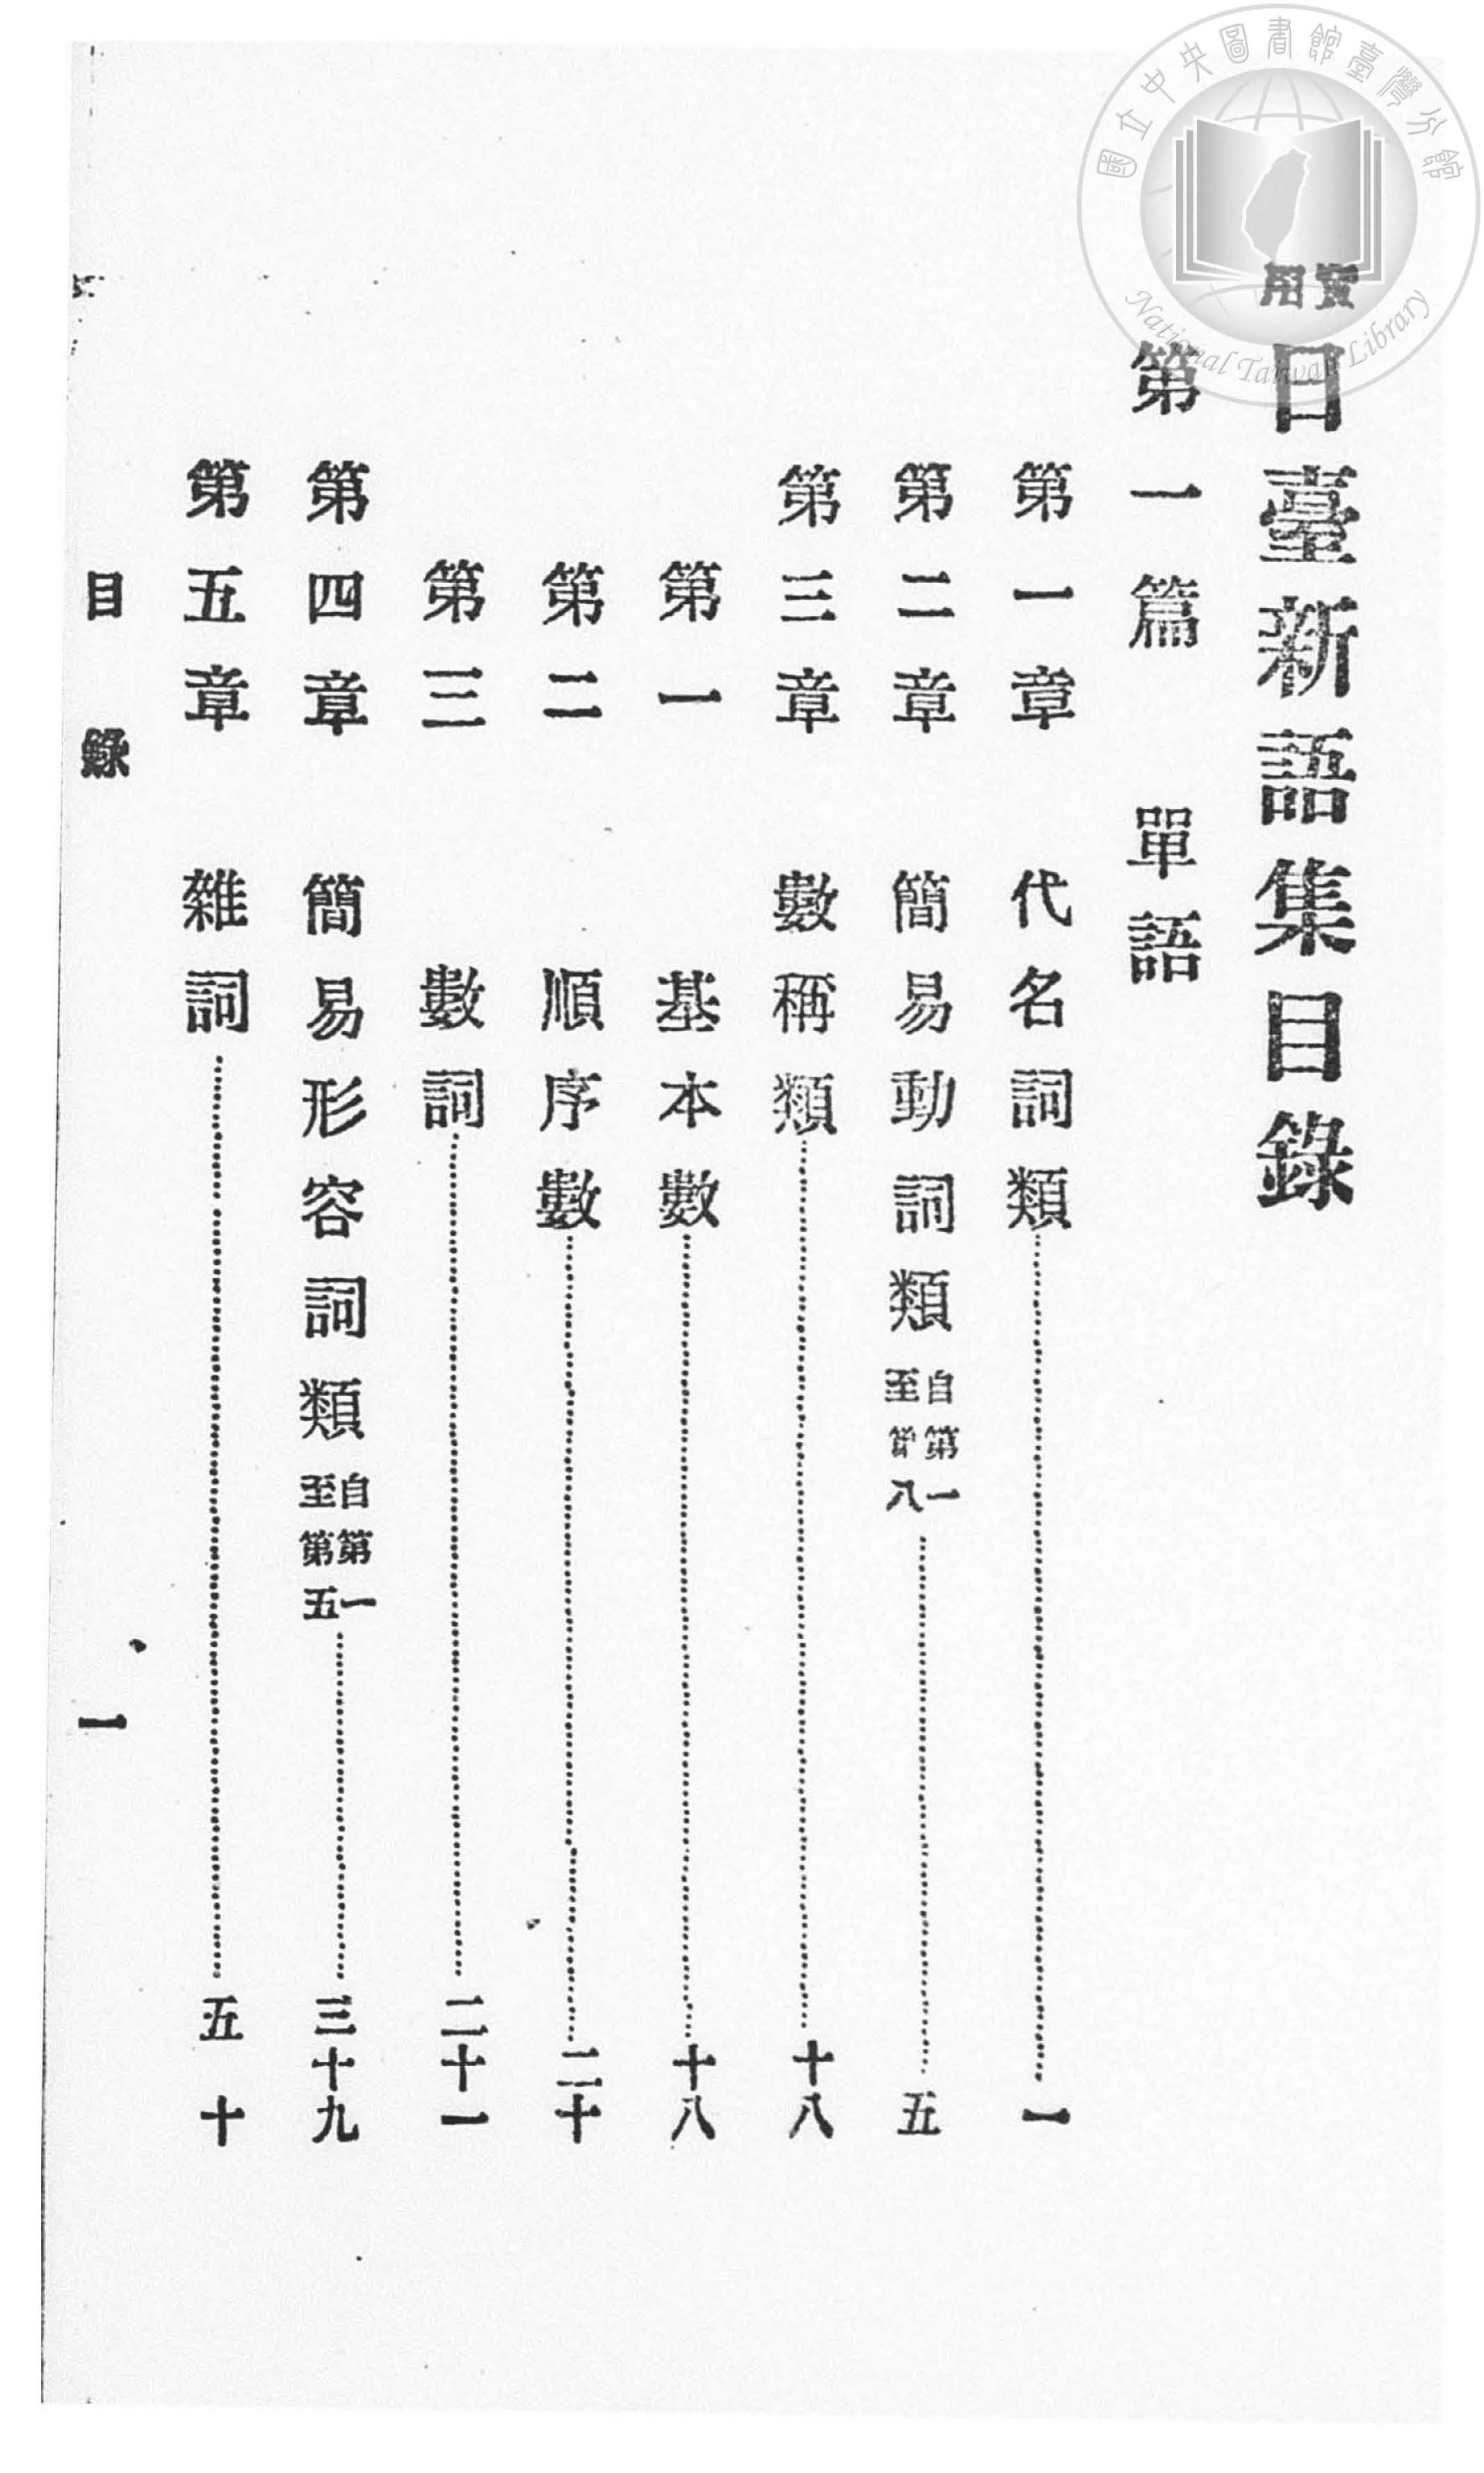 國立中央圖書館臺灣分館
National Taiwan Library
實用
日臺新語集目錄
第一篇 單語
第一章 代名詞類……一
第二章 簡易動詞類 自第一至第八……五
第三章 數稱類……十八
第一 基本數……十八
第二 順序數……二十
第三 數詞……二十一
第四章 簡易形容詞類 自第一至第五……三十九
第五章 雜詞……五十
目錄 一